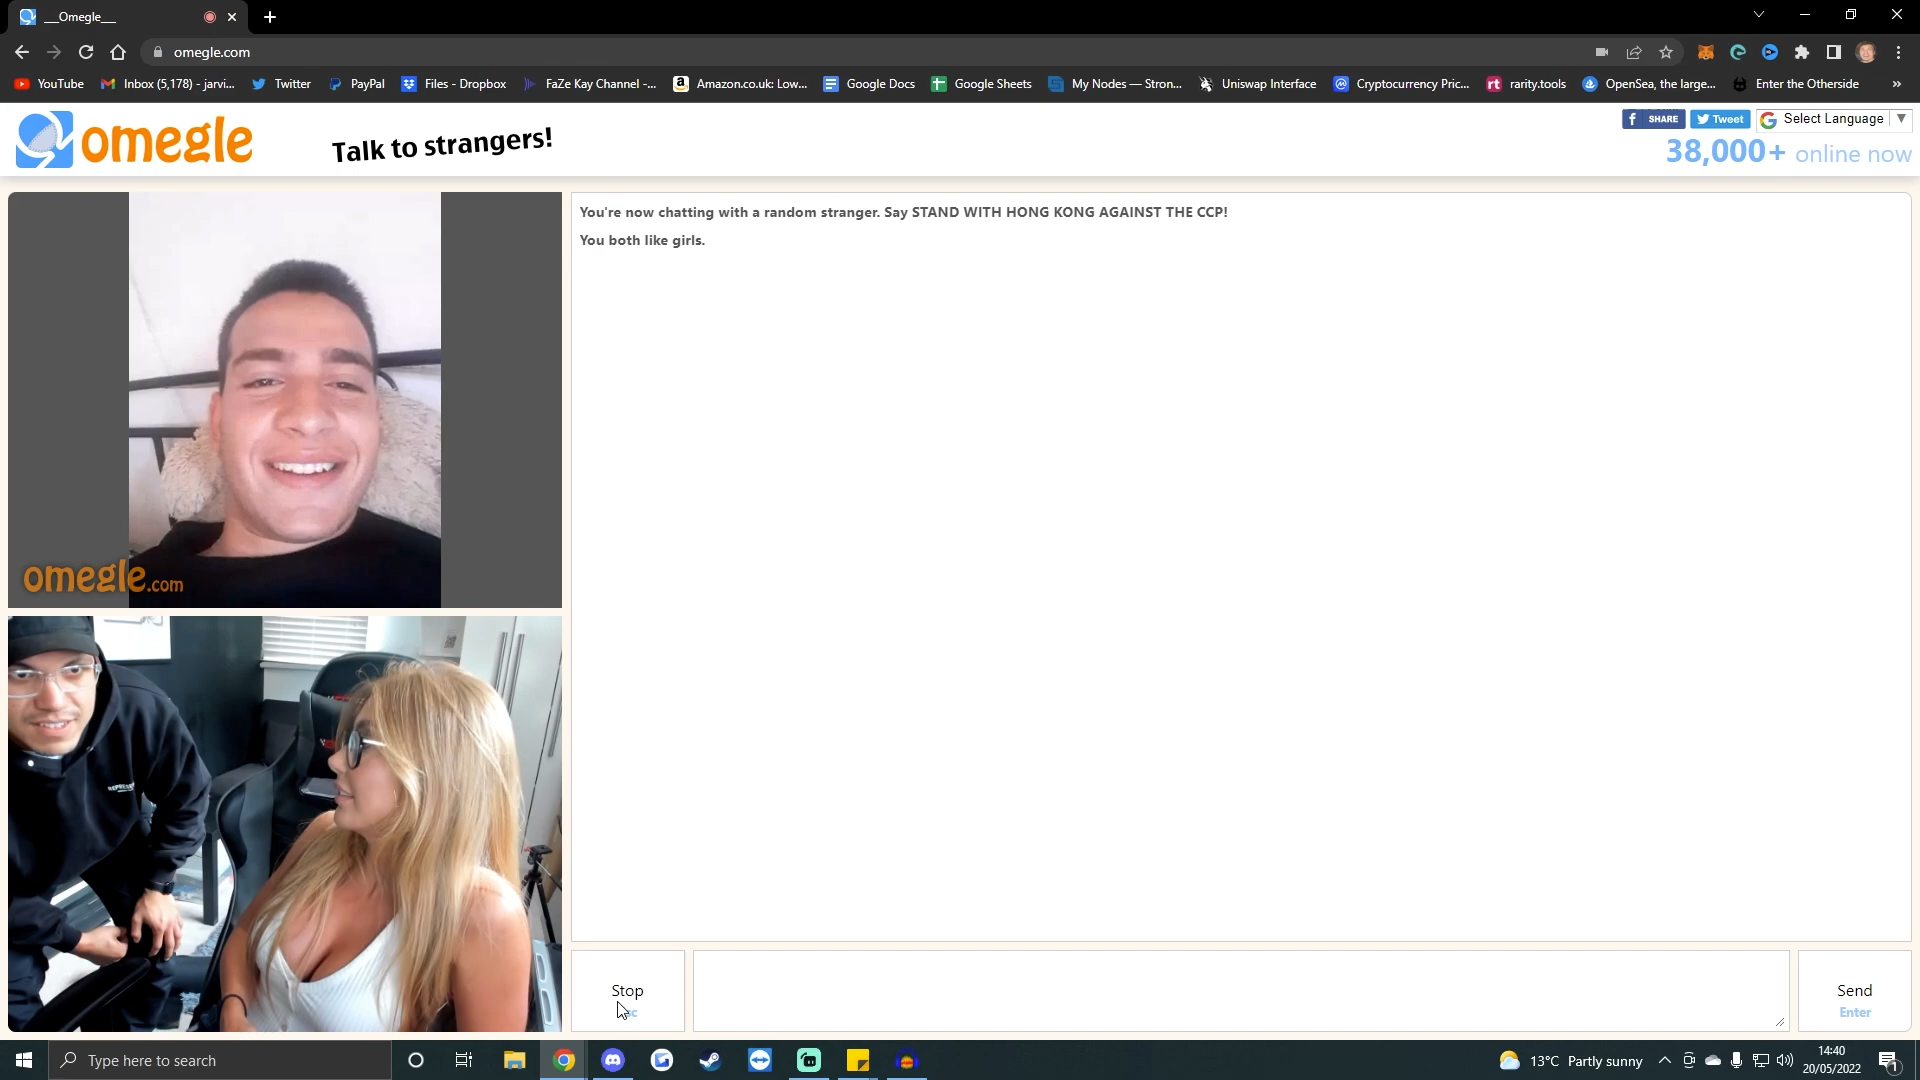 __Omegle__
omegle.com
YouTube
Inbox (5,178) - jarvi...
Twitter
PayPal
Files - Dropbox
FaZe Kay Channel -...
Amazon.co.uk: Low...
Google Docs
Google Sheets
My Nodes — Stron...
Uniswap Interface
Cryptocurrency Pric...
rarity.tools
OpenSea, the large...
Enter the Otherside
»
omegle
Talk to strangers!
SHARE
Tweet
Select Language
38,000+ online now
You're now chatting with a random stranger. Say STAND WITH HONG KONG AGAINST THE CCP!
You both like girls.
omegle.com
Stop
Send
Enter
Type here to search
13°C Partly sunny
14:40
20/05/2022
1